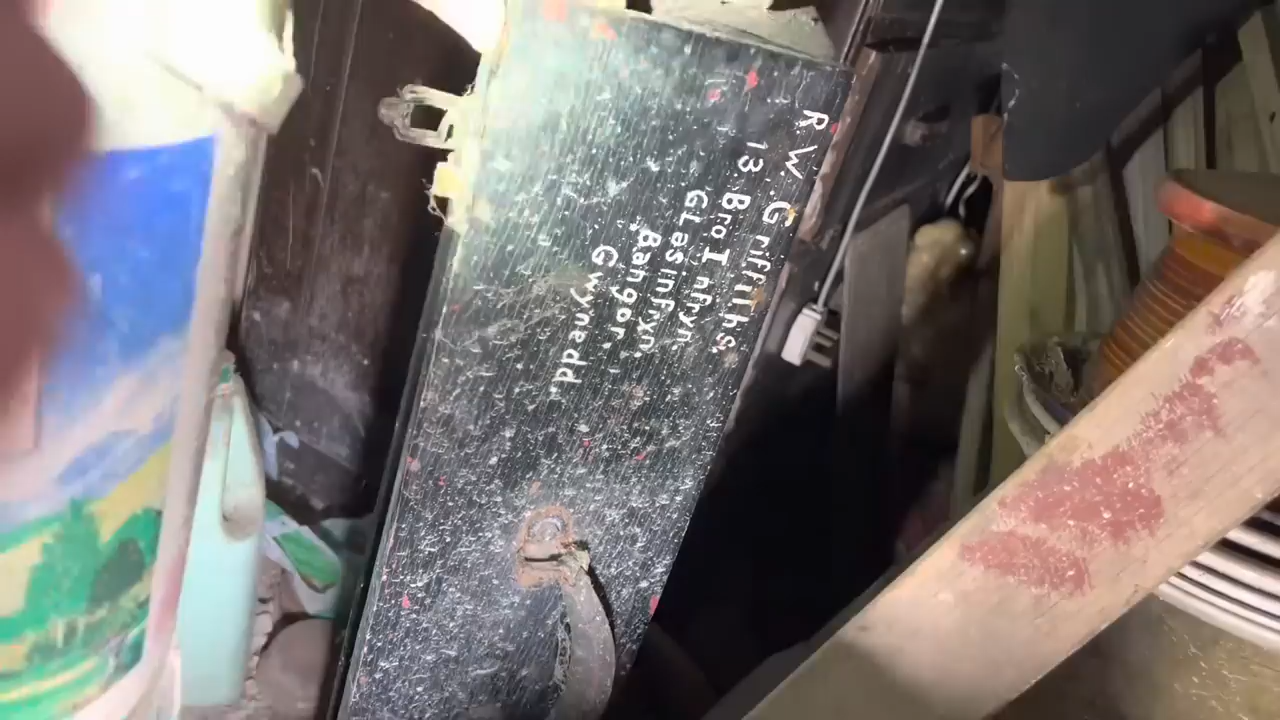 R. W. Griffiths.
13 Bro Infryn.
Glasinfryn.
Bangor.
Gwynedd.